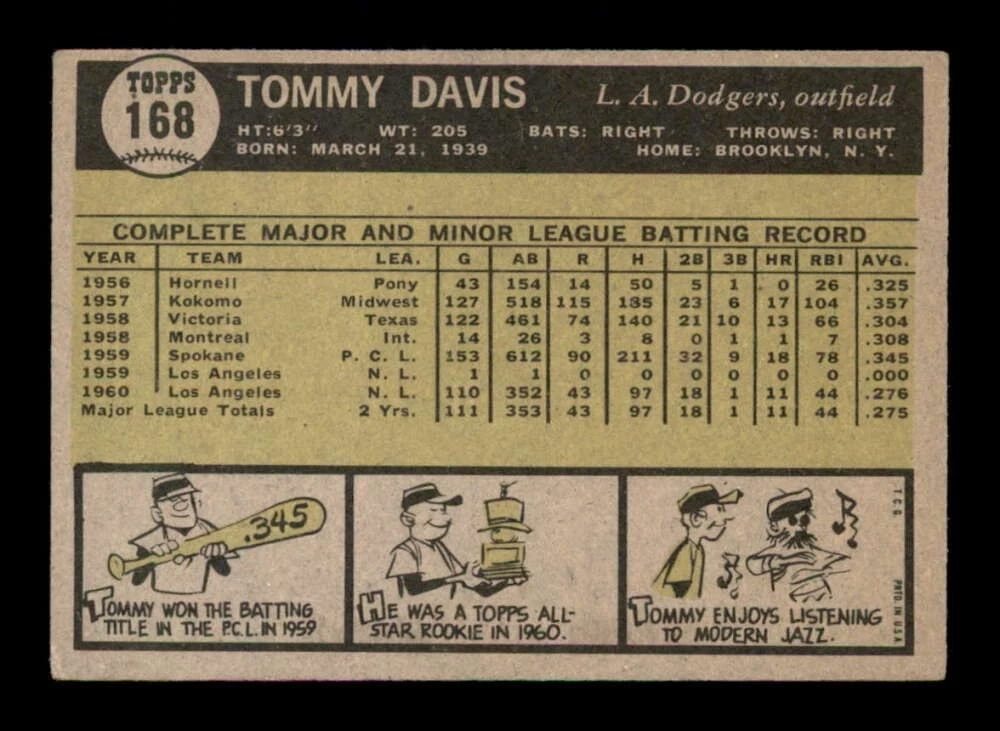 TOPPS
168
TOMMY DAVIS L. A. Dodgers, outfield
HT:6'3" WT: 205 BATS: RIGHT THROWS: RIGHT
BORN: MARCH 21, 1939 HOME: BROOKLYN, N. Y.
COMPLETE MAJOR AND MINOR LEAGUE BATTING RECORD
YEAR TEAM LEA. G AB R H 2B 3B HR RBI AVG.
1956 Hornell Pony 43 154 14 50 5 1 0 26 .325
1957 Kokomo Midwest 127 518 115 185 23 6 17 104 .357
1958 Victoria Texas 122 461 74 140 21 10 13 66 .304
1958 Montreal Int. 14 26 3 8 0 1 1 7 .308
1959 Spokane P. C. L. 153 612 90 211 32 9 18 78 .345
1959 Los Angeles N. L. 1 1 0 0 0 0 0 0 .000
1960 Los Angeles N. L. 110 352 43 97 18 1 11 44 .276
Major League Totals 2 Yrs. 111 353 43 97 18 1 11 44 .275
.345
TOMMY WON THE BATTING
TITLE IN THE P.C.L. IN 1959
HE WAS A TOPPS ALL-
STAR ROOKIE IN 1960.
TOMMY ENJOYS LISTENING
TO MODERN JAZZ.
T.C.G. PRTD. IN U.S.A.